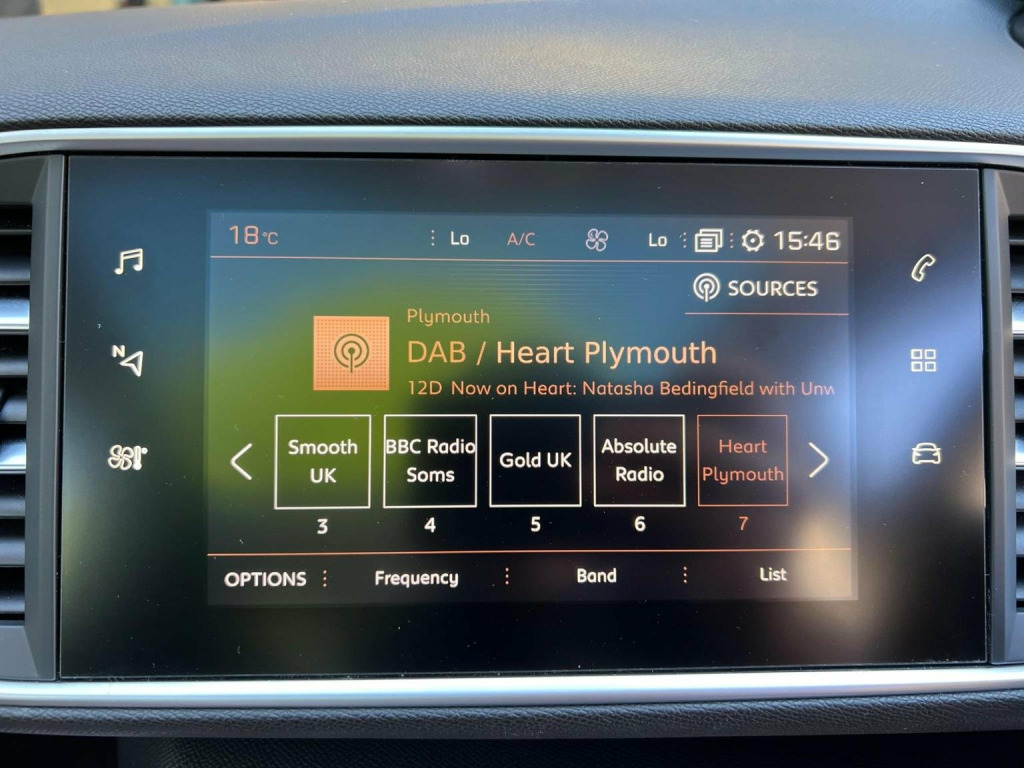 18°C Lo A/C Lo 15:46
SOURCES
Plymouth
DAB / Heart Plymouth
12D Now on Heart: Natasha Bedingfield with Unw
N
Smooth
UK
BBC Radio
Soms
Gold UK
Absolute
Radio
Heart
Plymouth
3 4 5 6 7
OPTIONS Frequency Band List